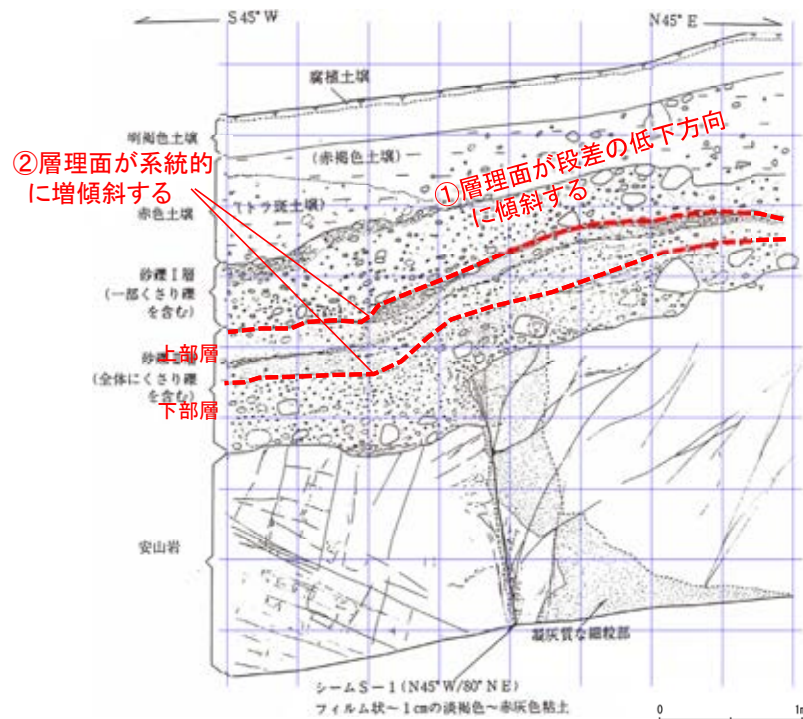 S45°W
N45°E
腐植土壌
明褐色土壌
(赤褐色土壌)
①層理面が段差の低下方向
に傾斜する
②層理面が系統的
に増傾斜する
(トラ斑土壌)
赤色土壌
砂礫Ⅰ層
(一部くさり礫
を含む)
上部層
(全体にくさり礫
を含む)
下部層
安山岩
凝灰質な細粒部
シームS-1(N45°W/80°NE)
フィルム状~1cmの淡褐色~赤灰色粘土
0